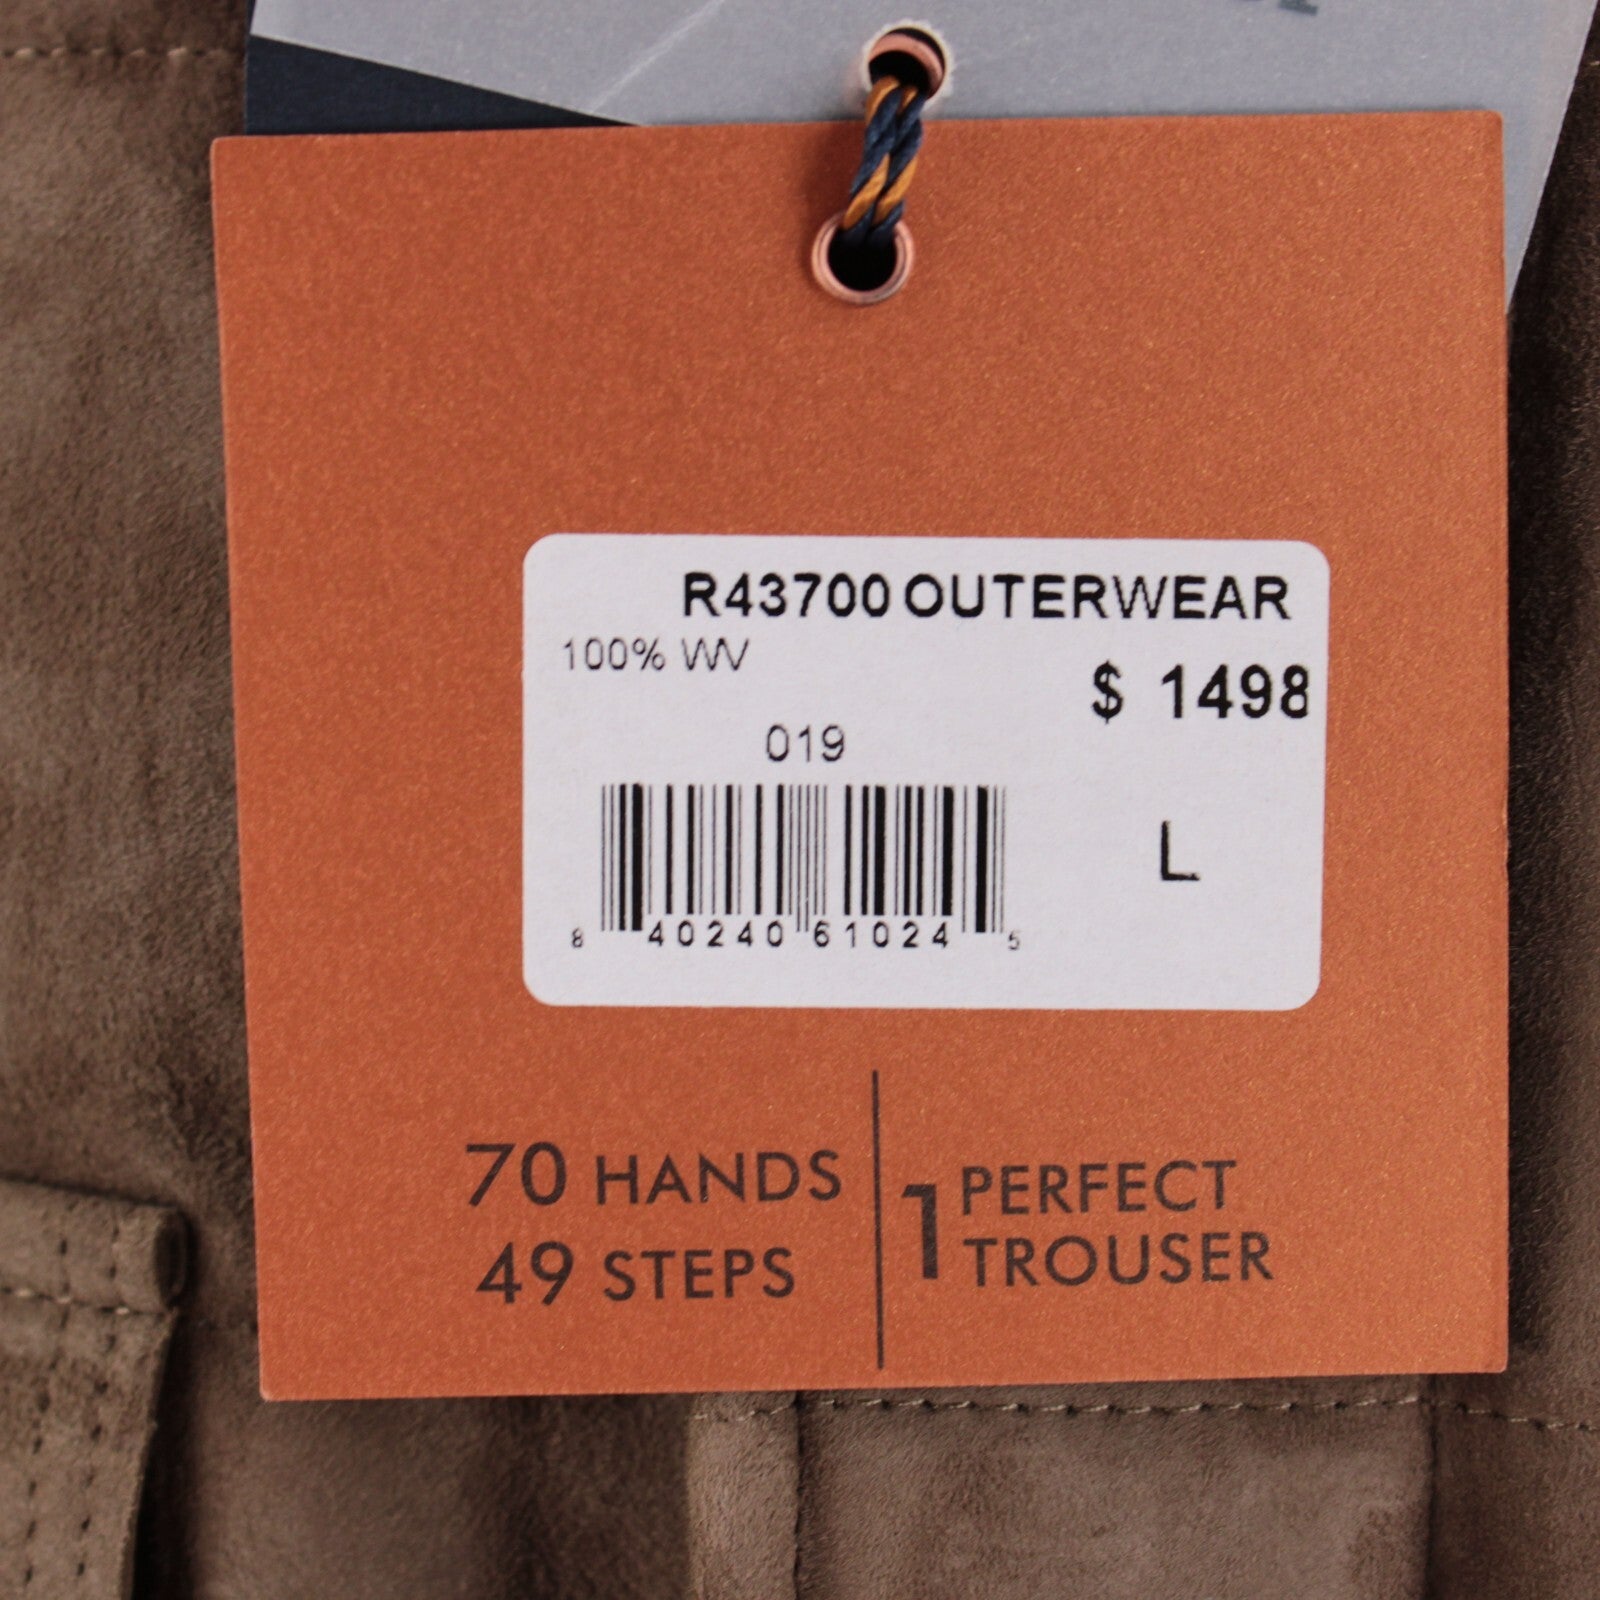 R43700 OUTERWEAR
100% WV
$ 1498
019
L
8 40240 61024 5
70 HANDS
49 STEPS
1 PERFECT
TROUSER